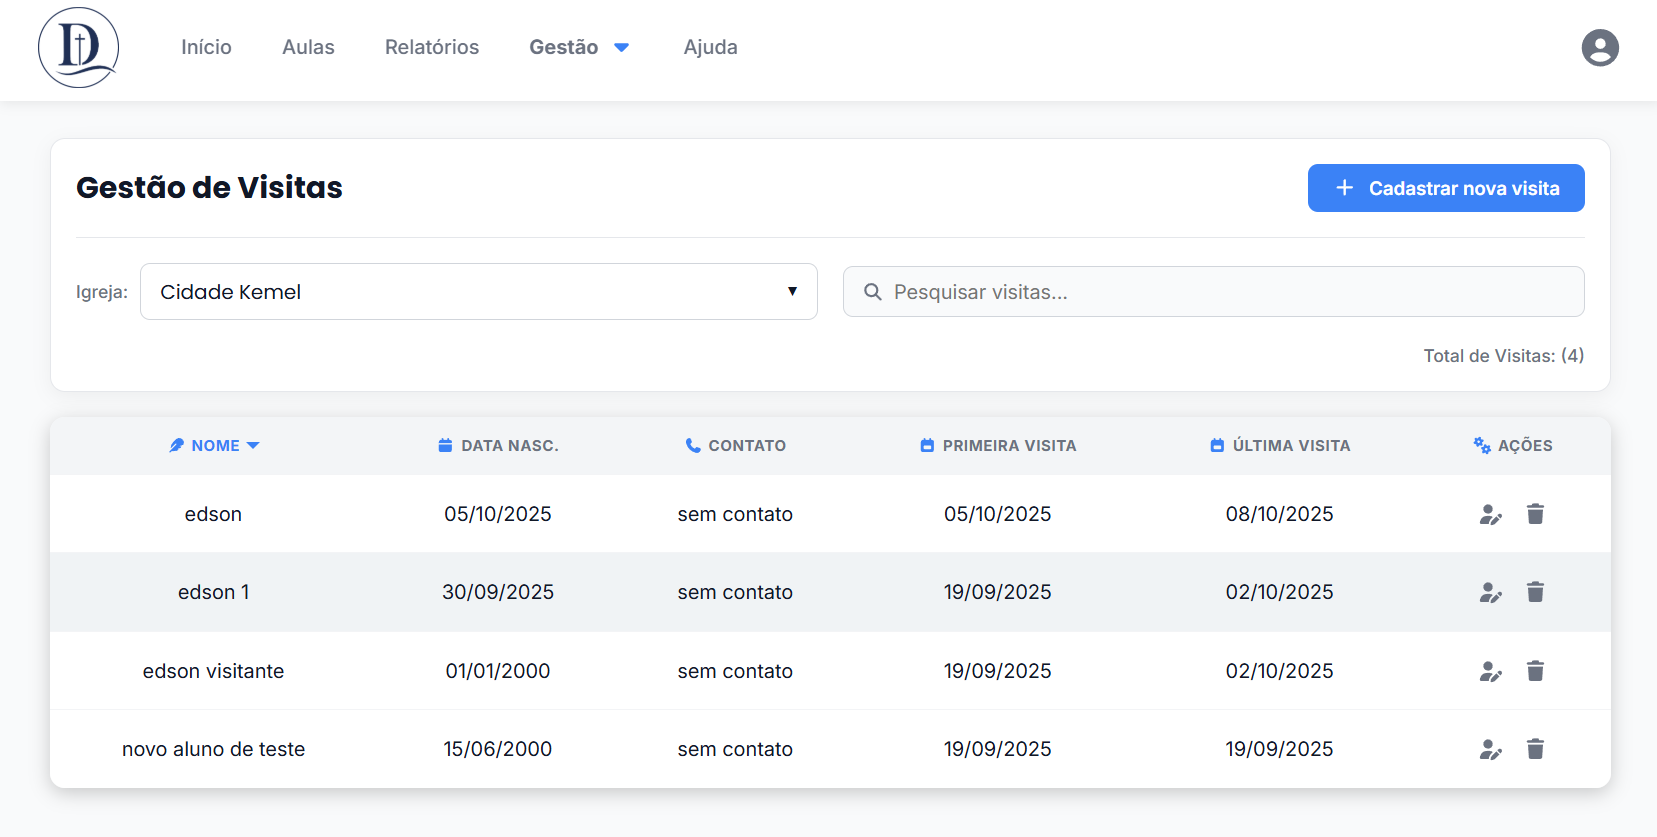 D
Início Aulas Relatórios Gestão Ajuda
Gestão de Visitas
Cadastrar nova visita
Igreja: Cidade Kemel
Pesquisar visitas...
Total de Visitas: (4)
NOME DATA NASC. CONTATO PRIMEIRA VISITA ÚLTIMA VISITA AÇÕES
edson 05/10/2025 sem contato 05/10/2025 08/10/2025
edson 1 30/09/2025 sem contato 19/09/2025 02/10/2025
edson visitante 01/01/2000 sem contato 19/09/2025 02/10/2025
novo aluno de teste 15/06/2000 sem contato 19/09/2025 19/09/2025